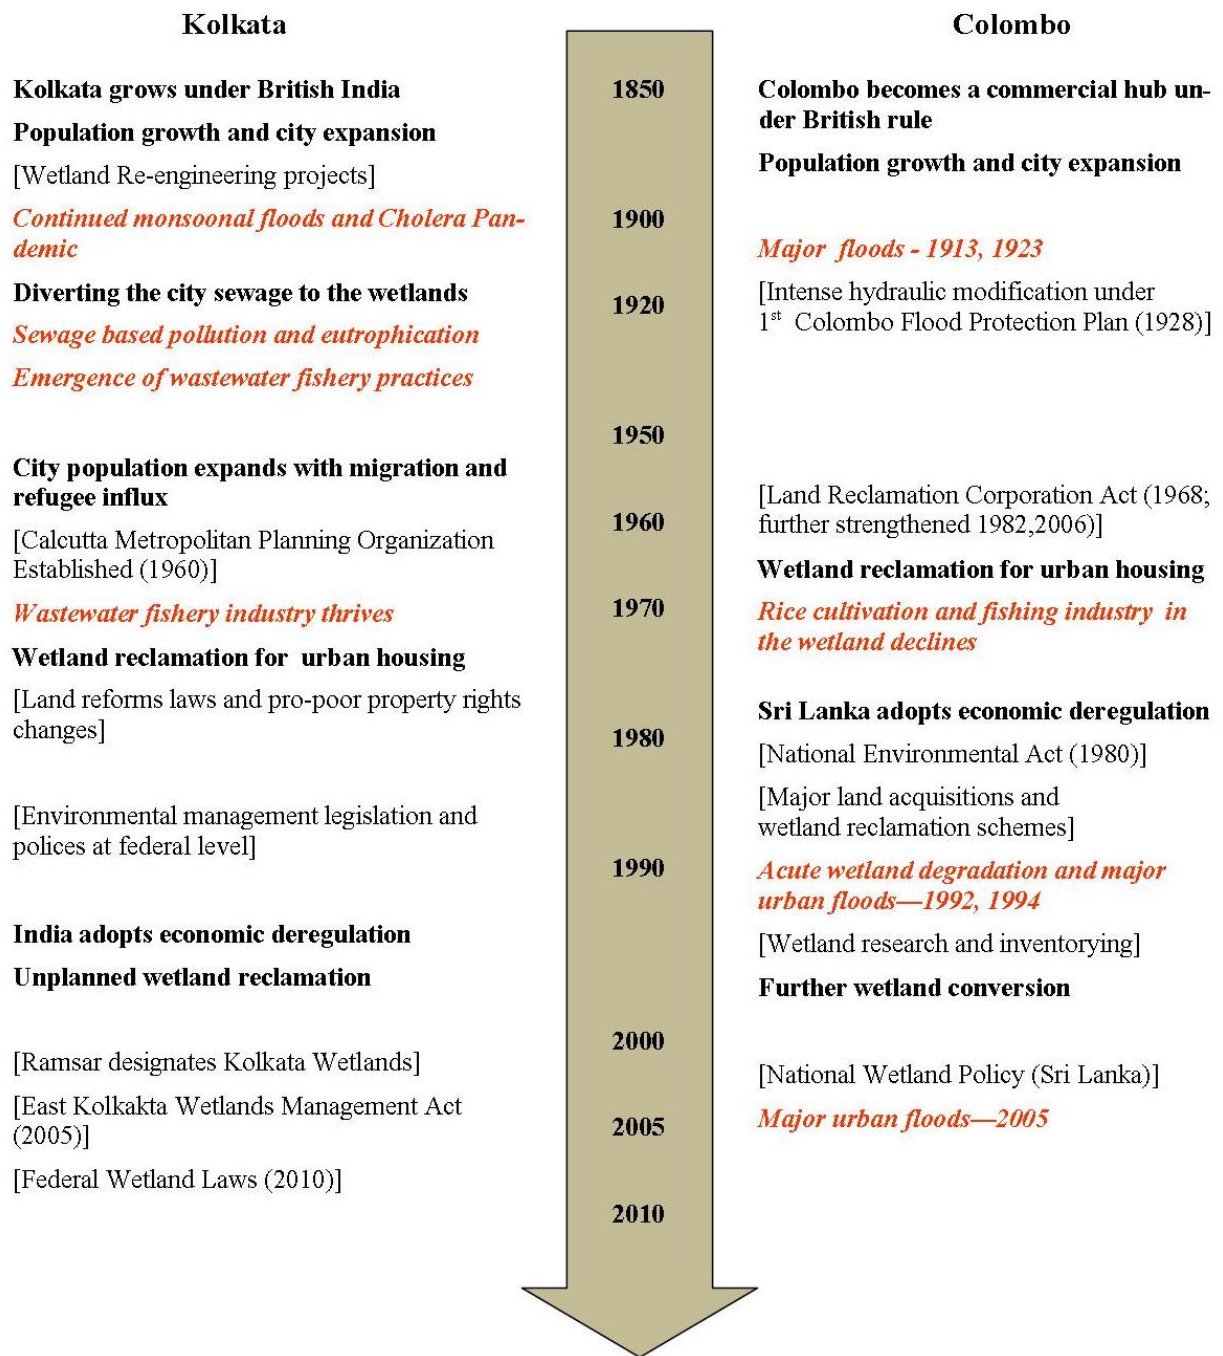 Kolkata
Kolkata grows under British India
Population growth and city expansion
[Wetland Re-engineering projects]
Continued monsoonal floods and Cholera Pan-
demic
Diverting the city sewage to the wetlands
Sewage based pollution and eutrophication
Emergence of wastewater fishery practices
City population expands with migration and
refugee influx
[Calcutta Metropolitan Planning Organization
Established (1960)]
Wastewater fishery industry thrives
Wetland reclamation for urban housing
[Land reforms laws and pro-poor property rights
changes]
[Environmental management legislation and
polices at federal level]
India adopts economic deregulation
Unplanned wetland reclamation
[Ramsar designates Kolkata Wetlands]
[East Kolkakta Wetlands Management Act
(2005)]
[Federal Wetland Laws (2010)]
1850
1900
1920
1950
1960
1970
1980
1990
2000
2005
2010
Colombo
Colombo becomes a commercial hub un-
der British rule
Population growth and city expansion
Major floods - 1913, 1923
[Intense hydraulic modification under
1st Colombo Flood Protection Plan (1928)]
[Land Reclamation Corporation Act (1968;
further strengthened 1982,2006)]
Wetland reclamation for urban housing
Rice cultivation and fishing industry in
the wetland declines
Sri Lanka adopts economic deregulation
[National Environmental Act (1980)]
[Major land acquisitions and
wetland reclamation schemes]
Acute wetland degradation and major
urban floods—1992, 1994
[Wetland research and inventorying]
Further wetland conversion
[National Wetland Policy (Sri Lanka)]
Major urban floods—2005